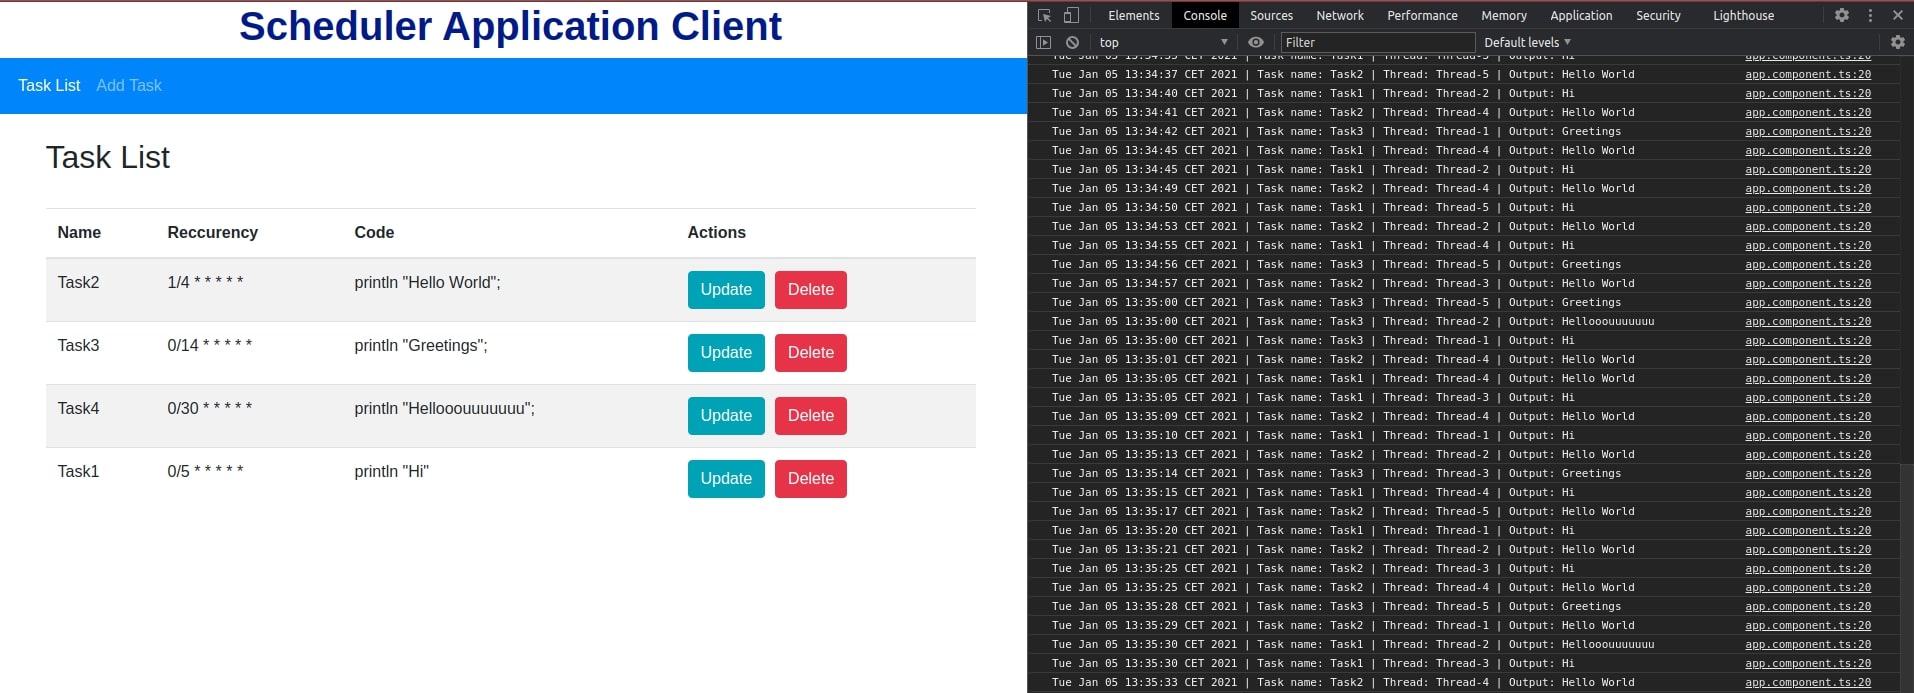 Scheduler Application Client
Task List Add Task
Task List
Name Reccurency Code Actions
Task2 1/4 * * * * * println "Hello World"; Update Delete
Task3 0/14 * * * * * println "Greetings"; Update Delete
Task4 0/30 * * * * * println "Hellooouuuuuuu"; Update Delete
Task1 0/5 * * * * * println "Hi" Update Delete
Elements Console Sources Network Performance Memory Application Security Lighthouse
top Filter Default levels
Tue Jan 05 13:34:35 CET 2021 | Task name: Task1 | Thread: Thread-3 | Output: Hi app.component.ts:20
Tue Jan 05 13:34:37 CET 2021 | Task name: Task2 | Thread: Thread-5 | Output: Hello World app.component.ts:20
Tue Jan 05 13:34:40 CET 2021 | Task name: Task1 | Thread: Thread-2 | Output: Hi app.component.ts:20
Tue Jan 05 13:34:41 CET 2021 | Task name: Task2 | Thread: Thread-4 | Output: Hello World app.component.ts:20
Tue Jan 05 13:34:42 CET 2021 | Task name: Task3 | Thread: Thread-1 | Output: Greetings app.component.ts:20
Tue Jan 05 13:34:45 CET 2021 | Task name: Task1 | Thread: Thread-4 | Output: Hello World app.component.ts:20
Tue Jan 05 13:34:45 CET 2021 | Task name: Task1 | Thread: Thread-2 | Output: Hi app.component.ts:20
Tue Jan 05 13:34:49 CET 2021 | Task name: Task2 | Thread: Thread-4 | Output: Hello World app.component.ts:20
Tue Jan 05 13:34:50 CET 2021 | Task name: Task1 | Thread: Thread-5 | Output: Hi app.component.ts:20
Tue Jan 05 13:34:53 CET 2021 | Task name: Task2 | Thread: Thread-2 | Output: Hello World app.component.ts:20
Tue Jan 05 13:34:55 CET 2021 | Task name: Task1 | Thread: Thread-4 | Output: Hi app.component.ts:20
Tue Jan 05 13:34:56 CET 2021 | Task name: Task3 | Thread: Thread-5 | Output: Greetings app.component.ts:20
Tue Jan 05 13:34:57 CET 2021 | Task name: Task2 | Thread: Thread-3 | Output: Hello World app.component.ts:20
Tue Jan 05 13:35:00 CET 2021 | Task name: Task3 | Thread: Thread-5 | Output: Greetings app.component.ts:20
Tue Jan 05 13:35:00 CET 2021 | Task name: Task3 | Thread: Thread-2 | Output: Hellooouuuuuuu app.component.ts:20
Tue Jan 05 13:35:00 CET 2021 | Task name: Task3 | Thread: Thread-1 | Output: Hi app.component.ts:20
Tue Jan 05 13:35:01 CET 2021 | Task name: Task2 | Thread: Thread-4 | Output: Hello World app.component.ts:20
Tue Jan 05 13:35:05 CET 2021 | Task name: Task1 | Thread: Thread-4 | Output: Hello World app.component.ts:20
Tue Jan 05 13:35:05 CET 2021 | Task name: Task1 | Thread: Thread-3 | Output: Hi app.component.ts:20
Tue Jan 05 13:35:09 CET 2021 | Task name: Task2 | Thread: Thread-4 | Output: Hello World app.component.ts:20
Tue Jan 05 13:35:10 CET 2021 | Task name: Task1 | Thread: Thread-1 | Output: Hi app.component.ts:20
Tue Jan 05 13:35:13 CET 2021 | Task name: Task2 | Thread: Thread-2 | Output: Hello World app.component.ts:20
Tue Jan 05 13:35:14 CET 2021 | Task name: Task3 | Thread: Thread-3 | Output: Greetings app.component.ts:20
Tue Jan 05 13:35:15 CET 2021 | Task name: Task1 | Thread: Thread-4 | Output: Hi app.component.ts:20
Tue Jan 05 13:35:17 CET 2021 | Task name: Task2 | Thread: Thread-5 | Output: Hello World app.component.ts:20
Tue Jan 05 13:35:20 CET 2021 | Task name: Task1 | Thread: Thread-1 | Output: Hi app.component.ts:20
Tue Jan 05 13:35:21 CET 2021 | Task name: Task2 | Thread: Thread-2 | Output: Hello World app.component.ts:20
Tue Jan 05 13:35:25 CET 2021 | Task name: Task2 | Thread: Thread-3 | Output: Hi app.component.ts:20
Tue Jan 05 13:35:25 CET 2021 | Task name: Task2 | Thread: Thread-4 | Output: Hello World app.component.ts:20
Tue Jan 05 13:35:28 CET 2021 | Task name: Task3 | Thread: Thread-5 | Output: Greetings app.component.ts:20
Tue Jan 05 13:35:29 CET 2021 | Task name: Task2 | Thread: Thread-1 | Output: Hello World app.component.ts:20
Tue Jan 05 13:35:30 CET 2021 | Task name: Task1 | Thread: Thread-2 | Output: Hellooouuuuuuu app.component.ts:20
Tue Jan 05 13:35:30 CET 2021 | Task name: Task1 | Thread: Thread-3 | Output: Hi app.component.ts:20
Tue Jan 05 13:35:33 CET 2021 | Task name: Task2 | Thread: Thread-4 | Output: Hello World app.component.ts:20